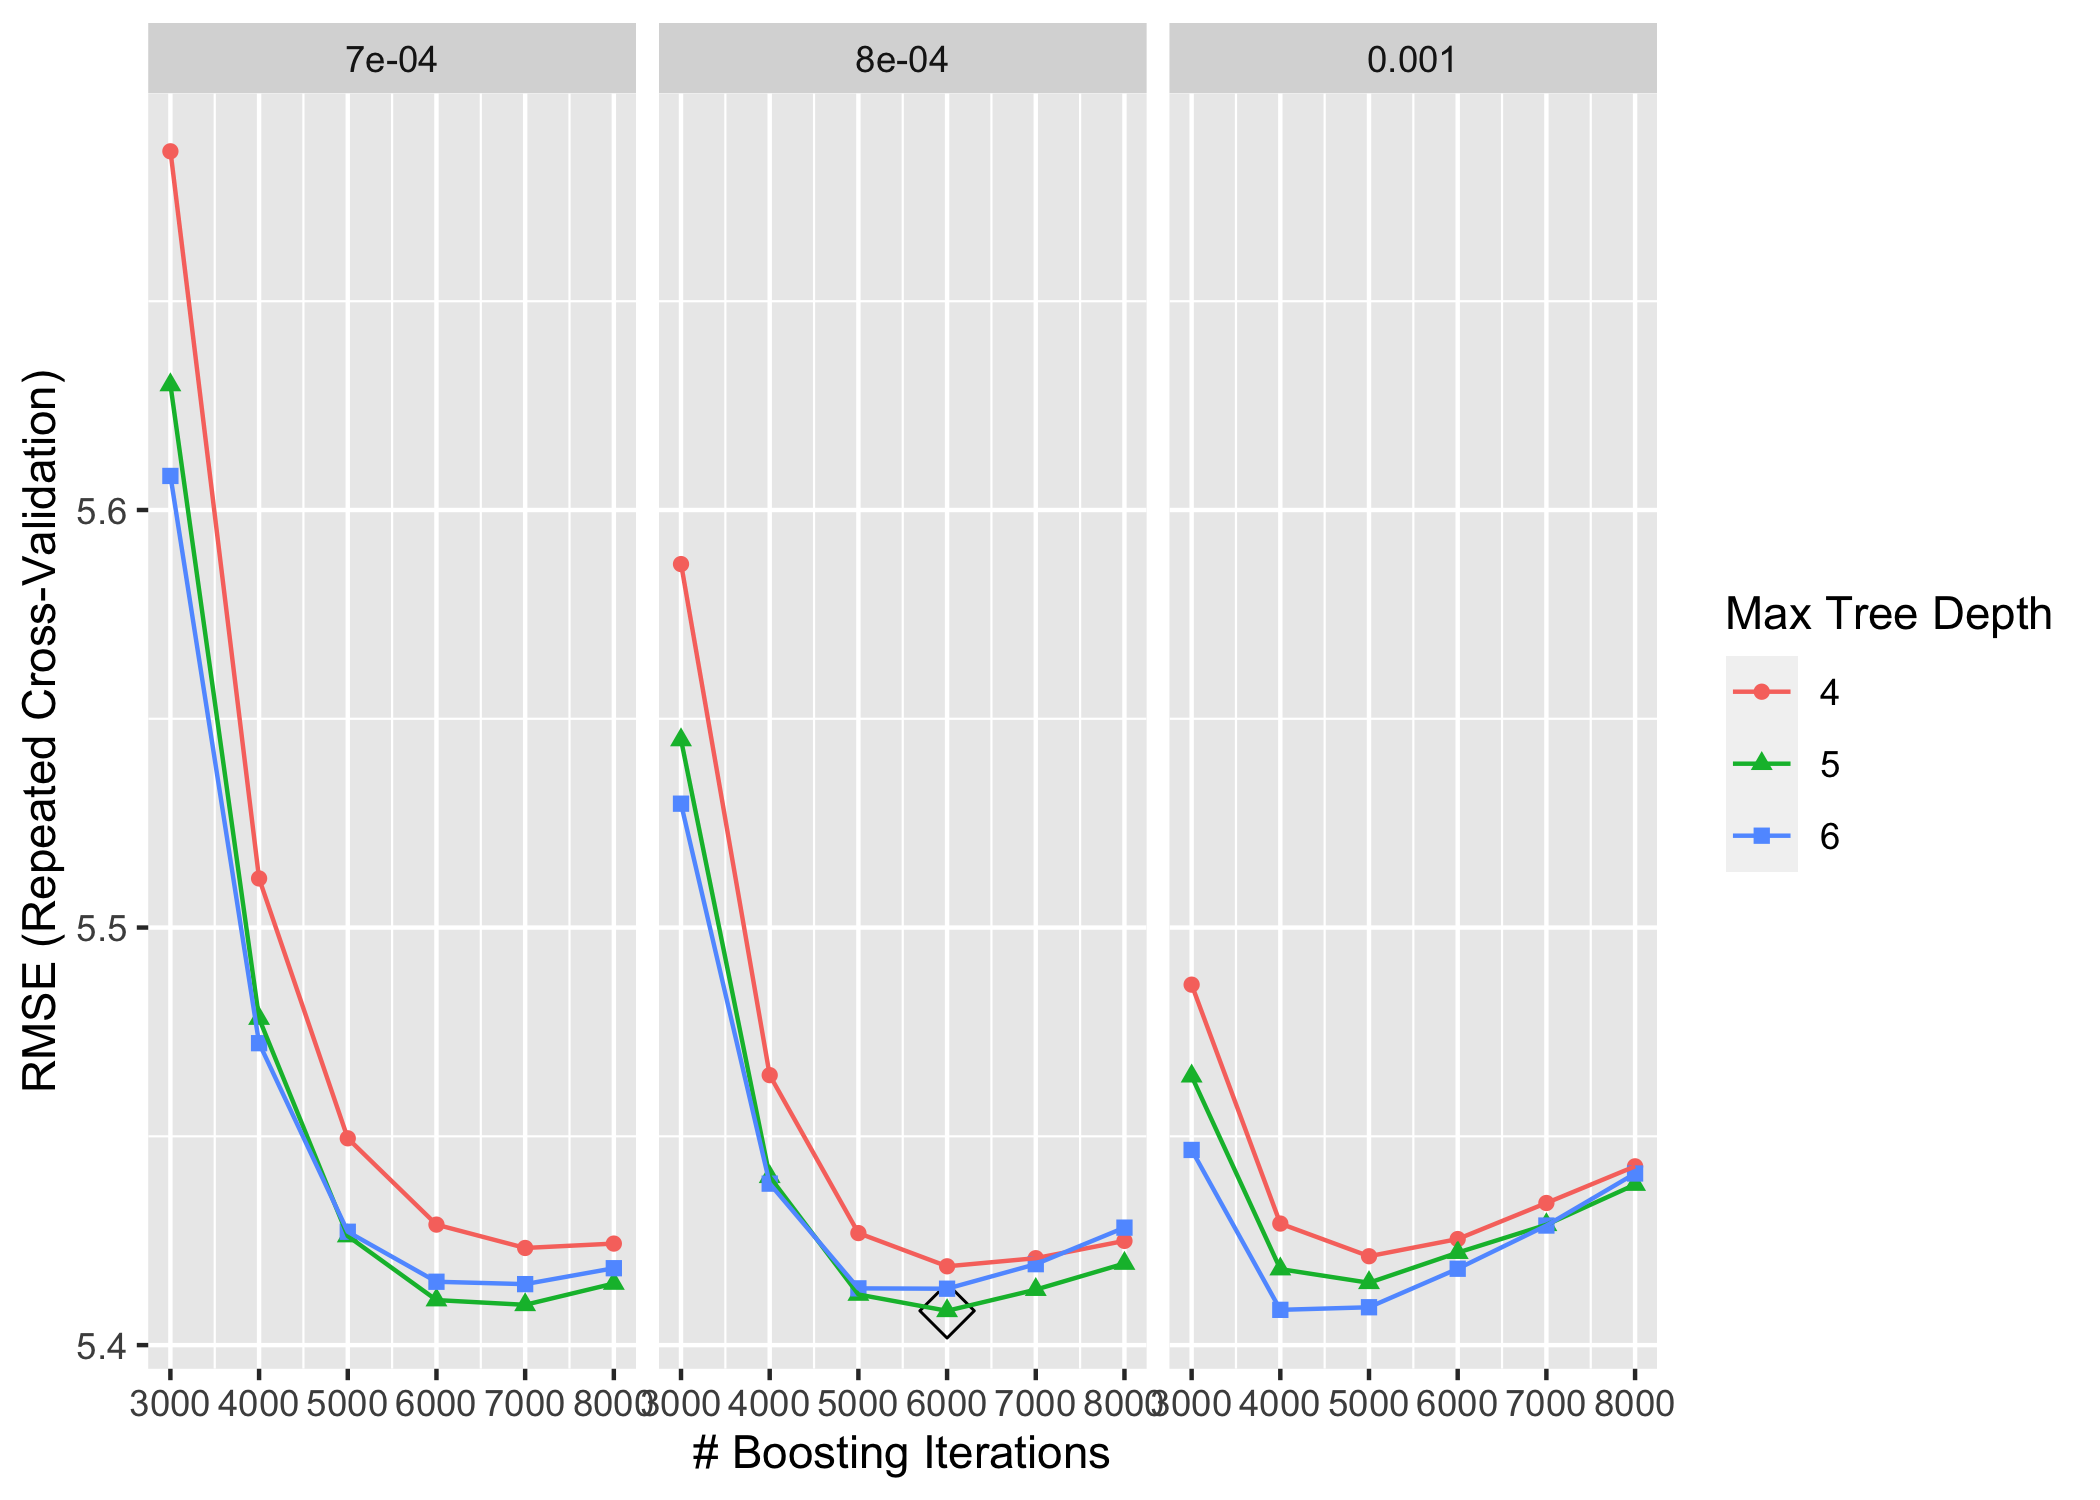 7e-04 8e-04 0.001
RMSE (Repeated Cross-Validation)
5.6
5.5
5.4
3000 4000 5000 6000 7000 8000 3000 4000 5000 6000 7000 8000 3000 4000 5000 6000 7000 8000
# Boosting Iterations
Max Tree Depth
4
5
6